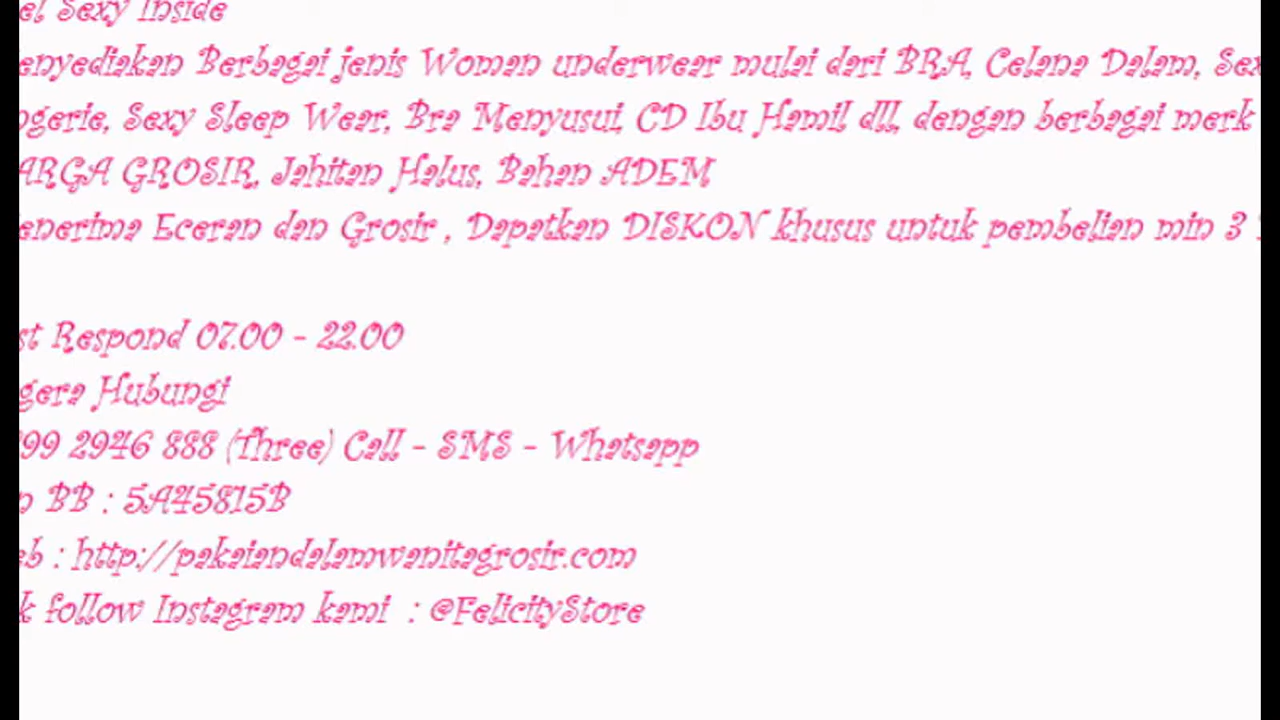 el Sexy Inside
enyediakan Berbagai jenis Woman underwear mulai dari BRA, Celana Dalam, Sex
ngerie, Sexy Sleep Wear, Bra Menyusui, CD Ibu Hamil dll, dengan berbagai merk
ARGA GROSIR, Jahitan Halus, Bahan ADEM
enerima Eceran dan Grosir , Dapatkan DISKON khusus untuk pembelian min 3
st Respond 07.00 - 22.00
gera Hubungi
99 2946 888 (Three) Call - SMS - Whatsapp
n BB : 5A45815B
eb : http://pakaiandalamwanitagrosir.com
k follow Instagram kami : @FelicityStore